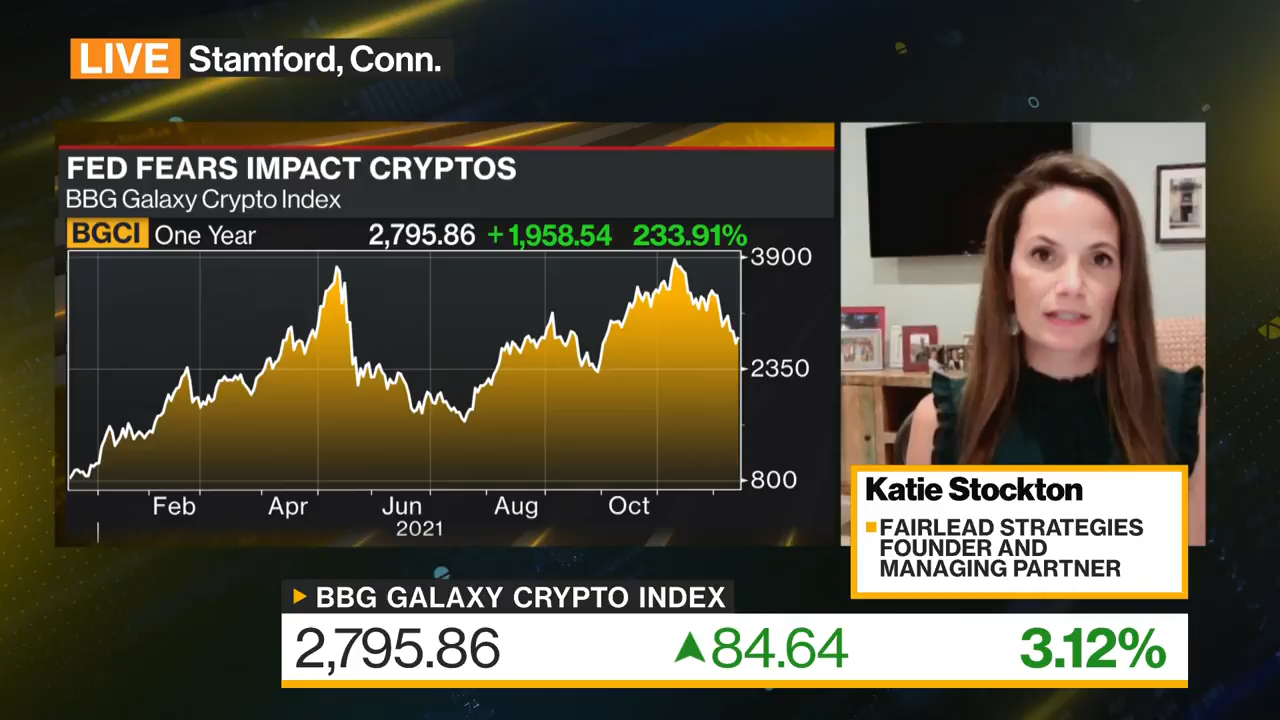 LIVE Stamford, Conn.
FED FEARS IMPACT CRYPTOS
BBG Galaxy Crypto Index
BGCI One Year 2,795.86 +1,958.54 233.91%
3900
2350
800
Feb Apr Jun Aug Oct
2021
Katie Stockton
FAIRLEAD STRATEGIES
FOUNDER AND
MANAGING PARTNER
BBG GALAXY CRYPTO INDEX
2,795.86 84.64 3.12%